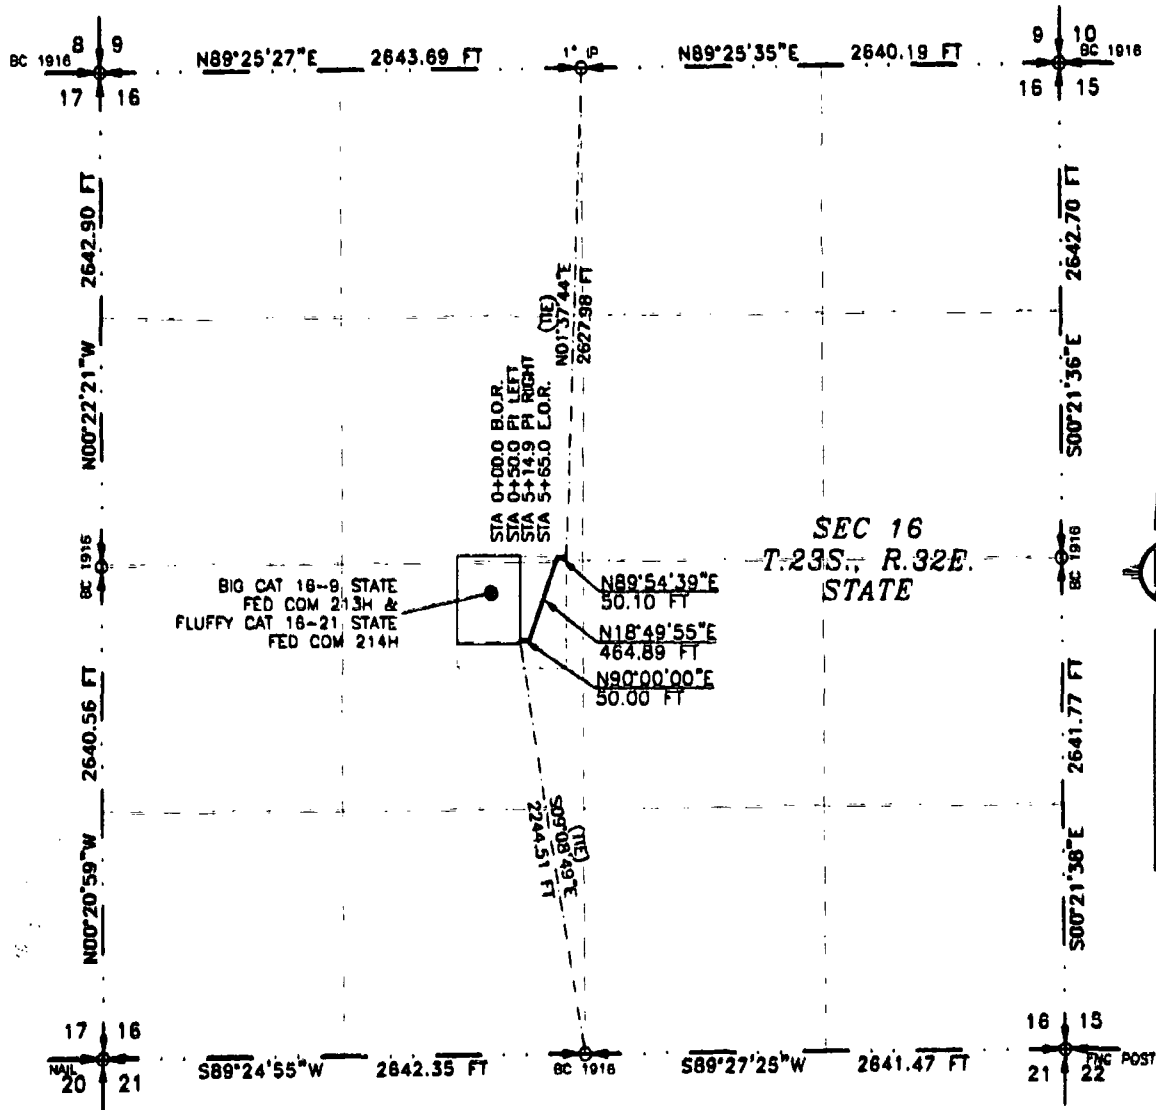 8 9
BC 1916
17 16
N89°25'27"E 2643.69 FT
1" IP
N89°25'35"E 2640.19 FT
9 10
BC 1916
16 15
2642.90 FT
N00°22'21"W
2642.70 FT
S00°21'36"E
N01°37'44"E
2627.98 FT
(TIE)
STA 0+00.0 B.O.R.
STA 0+50.0 PI LEFT
STA 5+14.9 PI RIGHT
STA 5+65.0 E.O.R.
SEC 16
T.23S., R.32E.
STATE
BC 1916
BC 1916
BIG CAT 16-9 STATE
FED COM 213H &
FLUFFY CAT 16-21 STATE
FED COM 214H
N89°54'39"E
50.10 FT
N18°49'55"E
464.89 FT
N90°00'00"E
50.00 FT
2640.56 FT
N00°20'59"W
2641.77 FT
S00°21'38"E
S09°08'49"E
2244.51 FT
(TIE)
17 16
NAIL
20 21
S89°24'55"W 2642.35 FT
BC 1916
S89°27'25"W 2641.47 FT
16 15
FNC POST
21 22